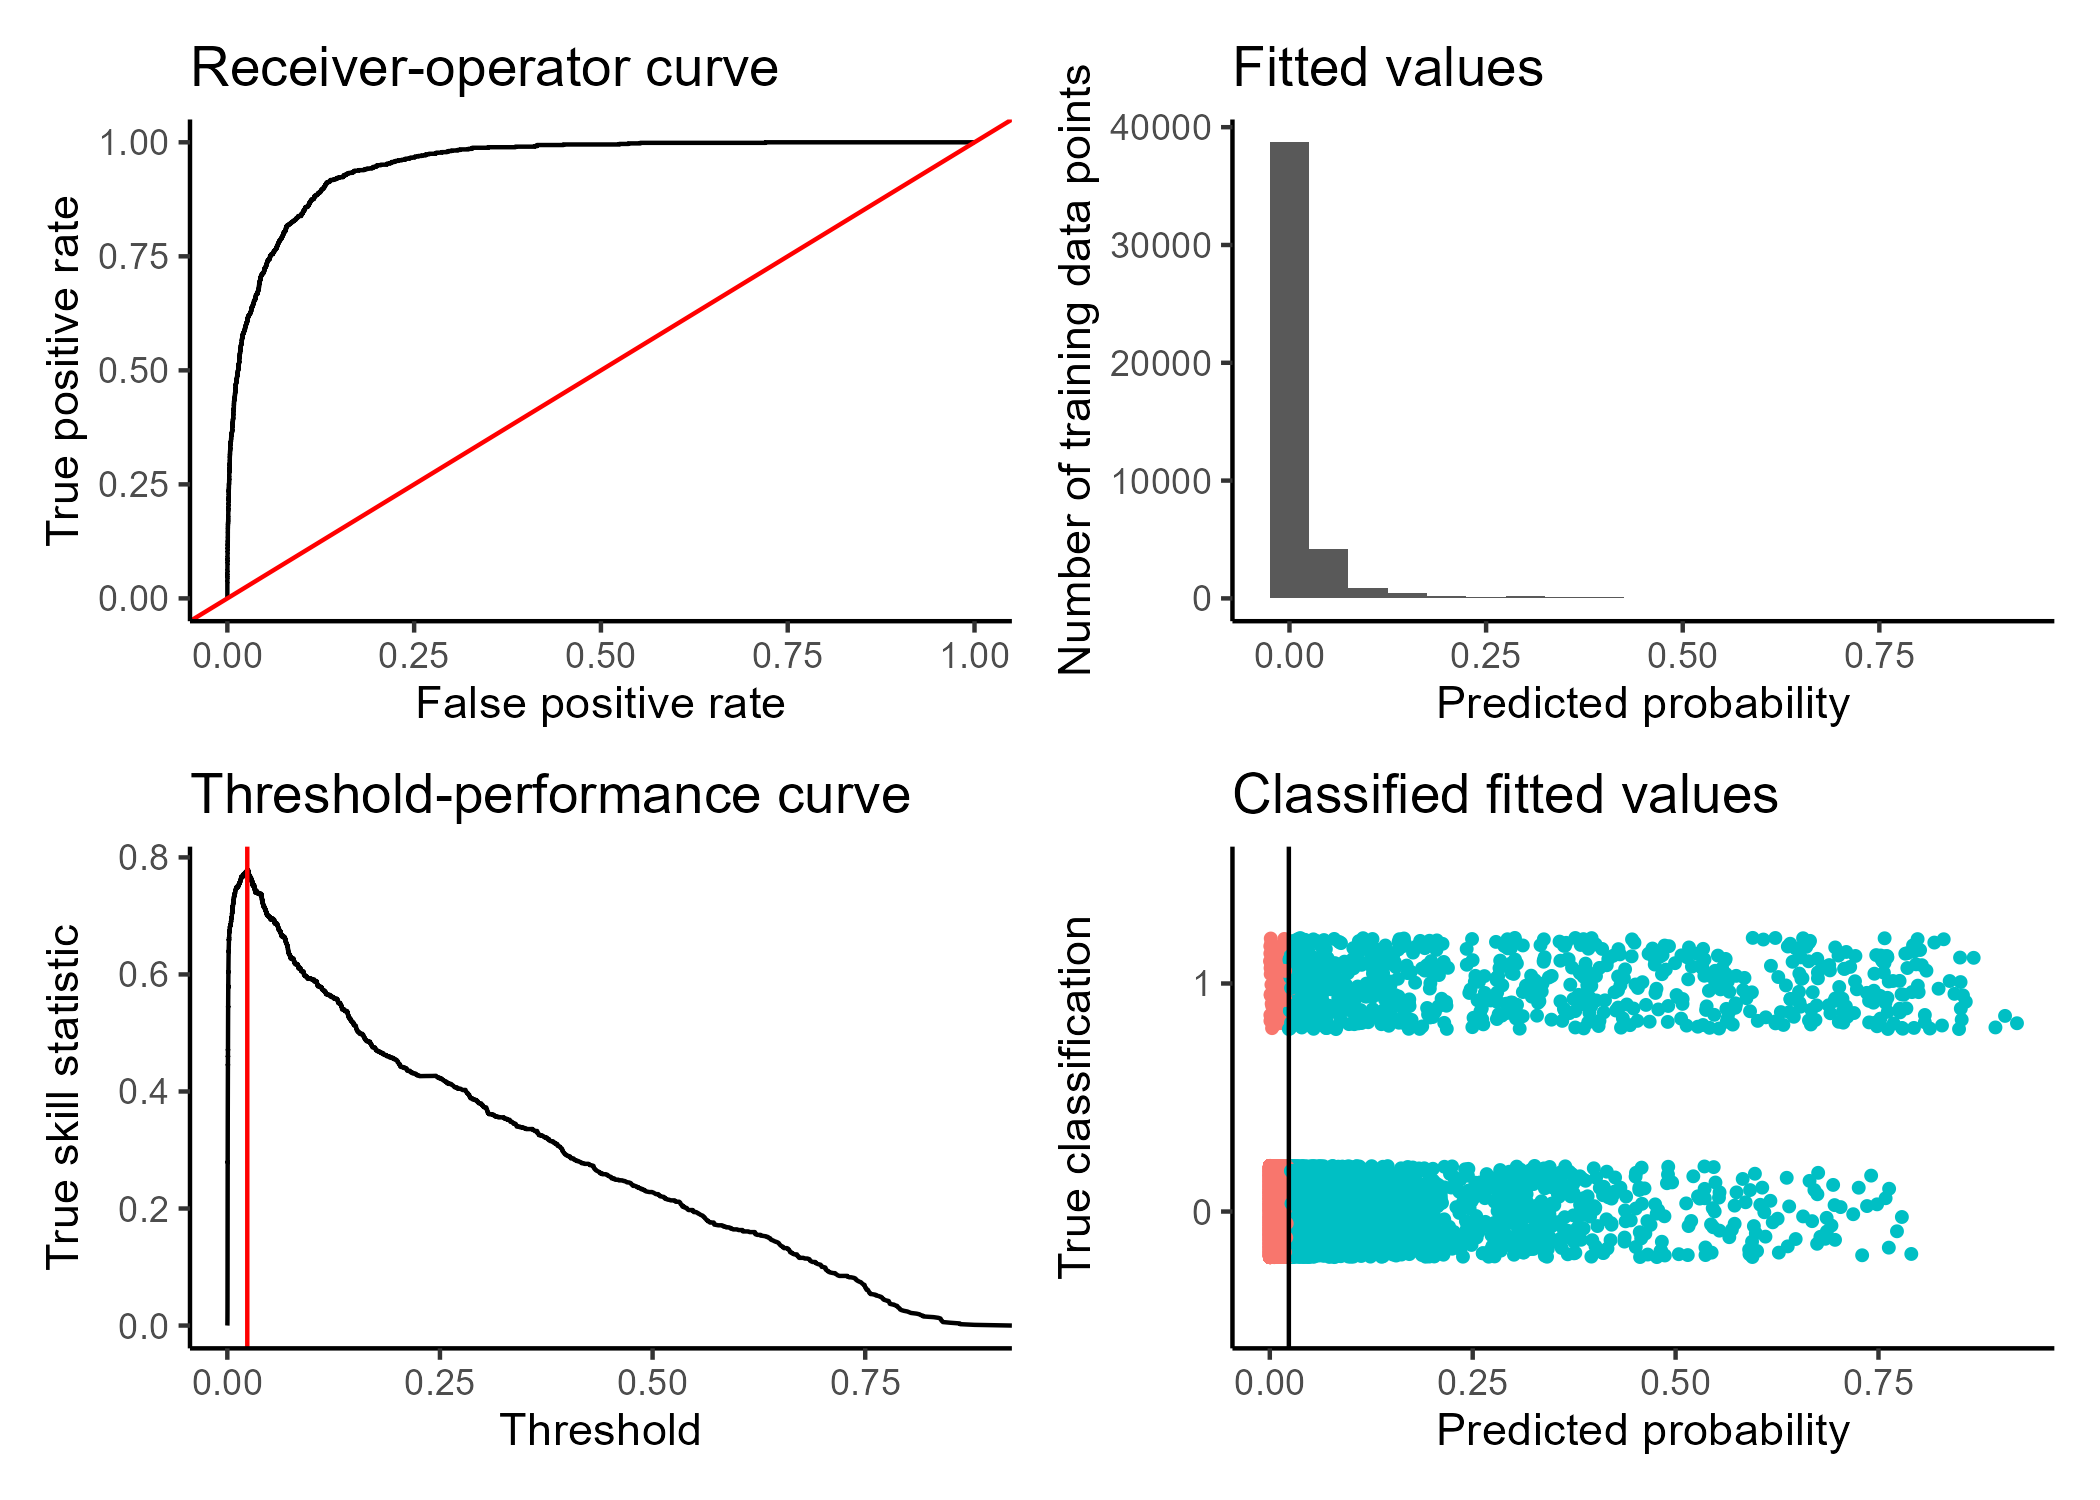 Receiver-operator curve
True positive rate
1.00
0.75
0.50
0.25
0.00
0.00 0.25 0.50 0.75 1.00
False positive rate
Fitted values
Number of training data points
40000
30000
20000
10000
0
0.00 0.25 0.50 0.75
Predicted probability
Threshold-performance curve
True skill statistic
0.8
0.6
0.4
0.2
0.0
0.00 0.25 0.50 0.75
Threshold
Classified fitted values
True classification
1
0
0.00 0.25 0.50 0.75
Predicted probability